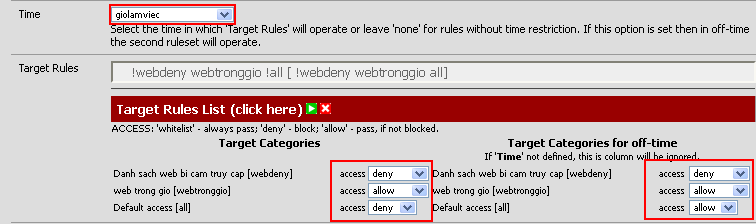 Time
giolamviec
Select the time in which 'Target Rules' will operate or leave 'none' for rules without time restriction. If this option is set then in off-time
the second ruleset will operate.
Target Rules
!webdeny webtronggio !all [ !webdeny webtronggio all]
Target Rules List (click here)
ACCESS: 'whitelist' - always pass; 'deny' - block; 'allow' - pass, if not blocked.
Target Categories
Target Categories for off-time
If 'Time' not defined, this is column will be ignored.
Danh sach web bi cam truy cap [webdeny] access deny Danh sach web bi cam truy cap [webdeny] access deny
web trong gio [webtronggio] access allow web trong gio [webtronggio] access allow
Default access [all] access deny Default access [all] access allow